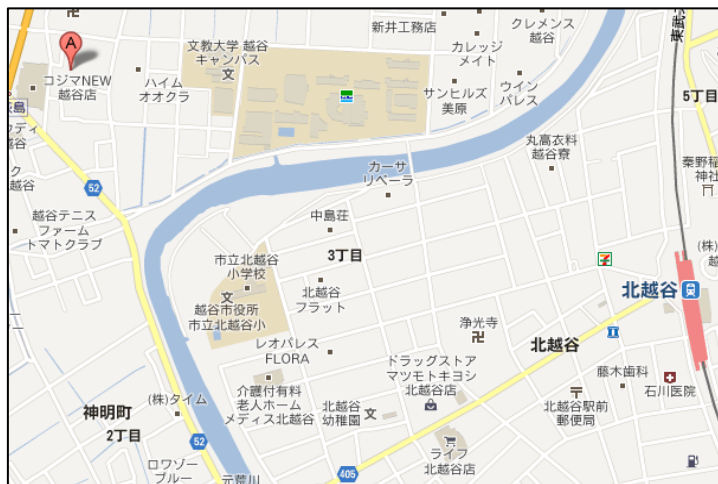 新井工務店
クレメンス
越谷
文教大学 越谷
キャンパス
カレッジ
メイト
A
コジマNEW
越谷店
ハイム
オオクラ
サンヒルズ
美原
ウイン
パレス
5丁目
丸高衣料
越谷寮
カーサ
リベーラ
52
越谷テニス
ファーム
トマトクラブ
中島荘
3丁目
市立北越谷
小学校
北越谷
フラット
越谷市役所
市立北越谷小
北越谷
レオパレス
FLORA
浄光寺
北越谷
ドラッグストア
マツモトキヨシ
北越谷店
藤木歯科
石川医院
介護付有料
老人ホーム
メディス北越谷
北越谷
幼稚園
北越谷駅前
郵便局
神明町
2丁目
(株)タイム
52
ロワゾー
ブルー
元荒川
405
ライフ
北越谷店